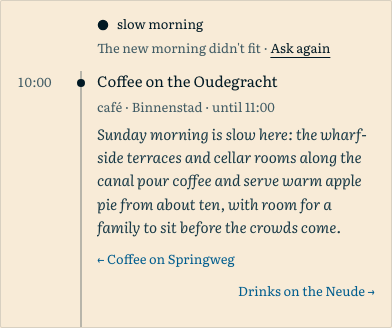 slow morning
The new morning didn't fit · Ask again
10:00
Coffee on the Oudegracht
café · Binnenstad · until 11:00
Sunday morning is slow here: the wharf-
side terraces and cellar rooms along the
canal pour coffee and serve warm apple
pie from about ten, with room for a
family to sit before the crowds come.
← Coffee on Springweg
Drinks on the Neude →